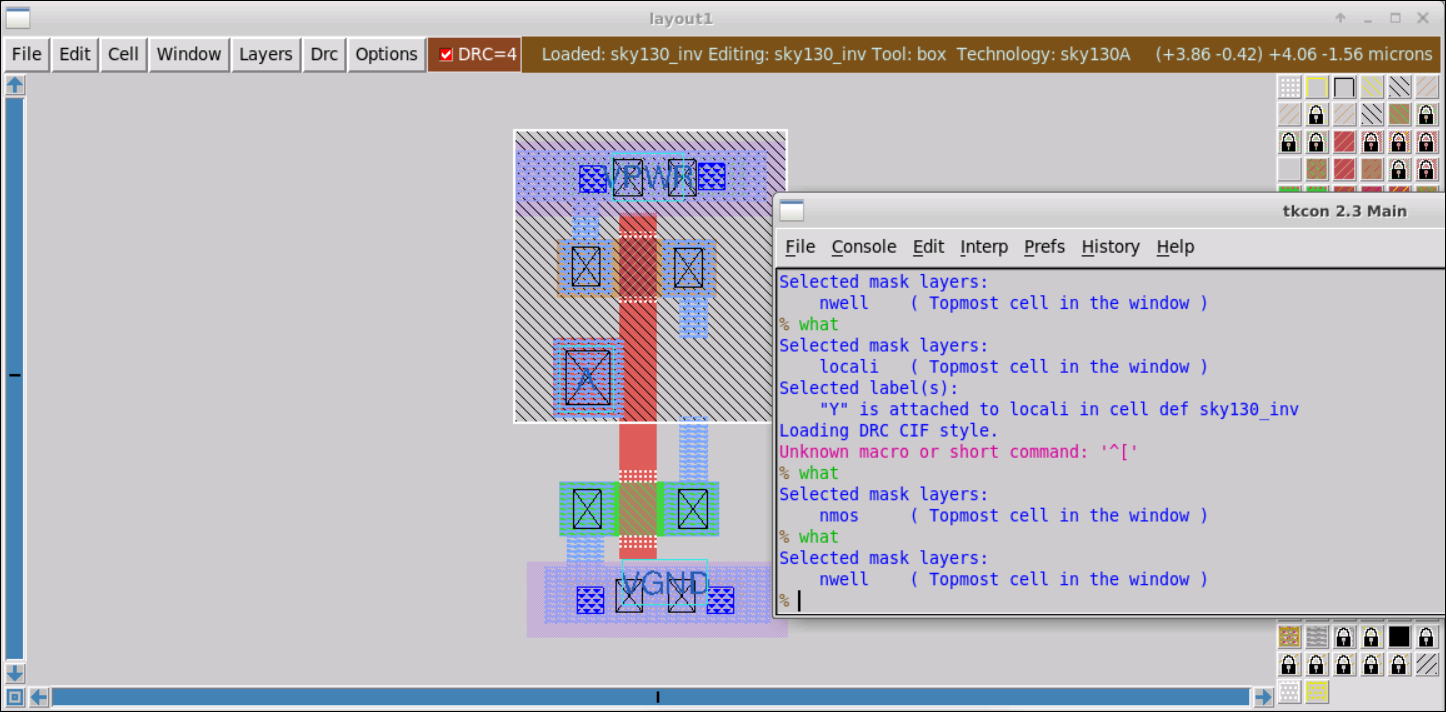 layout1
File Edit Cell Window Layers Drc Options DRC=4 Loaded: sky130_inv Editing: sky130_inv Tool: box Technology: sky130A (+3.86 -0.42) +4.06 -1.56 microns
VPWR
A
VGND
tkcon 2.3 Main
File Console Edit Interp Prefs History Help
Selected mask layers:
nwell ( Topmost cell in the window )
% what
Selected mask layers:
locali ( Topmost cell in the window )
Selected label(s):
"Y" is attached to locali in cell def sky130_inv
Loading DRC CIF style.
Unknown macro or short command: '^['
% what
Selected mask layers:
nmos ( Topmost cell in the window )
% what
Selected mask layers:
nwell ( Topmost cell in the window )
%